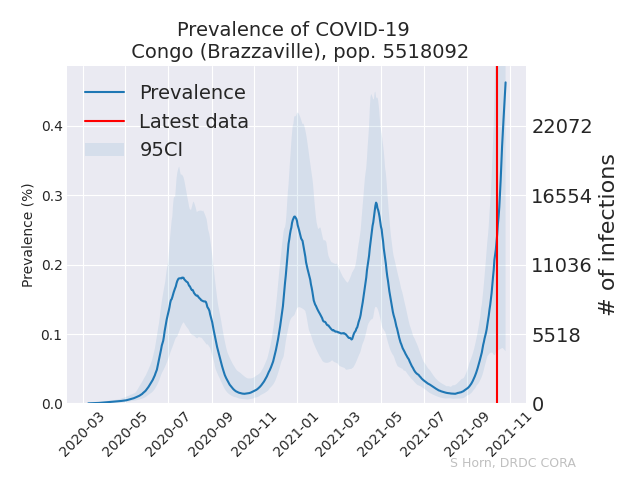 Prevalence of COVID-19
Congo (Brazzaville), pop. 5518092
Prevalence
Latest data
95CI
Prevalence (%)
0.4
0.3
0.2
0.1
0.0
22072
16554
11036
5518
0
# of infections
2020-03
2020-05
2020-07
2020-09
2020-11
2021-01
2021-03
2021-05
2021-07
2021-09
2021-11
S Horn, DRDC CORA